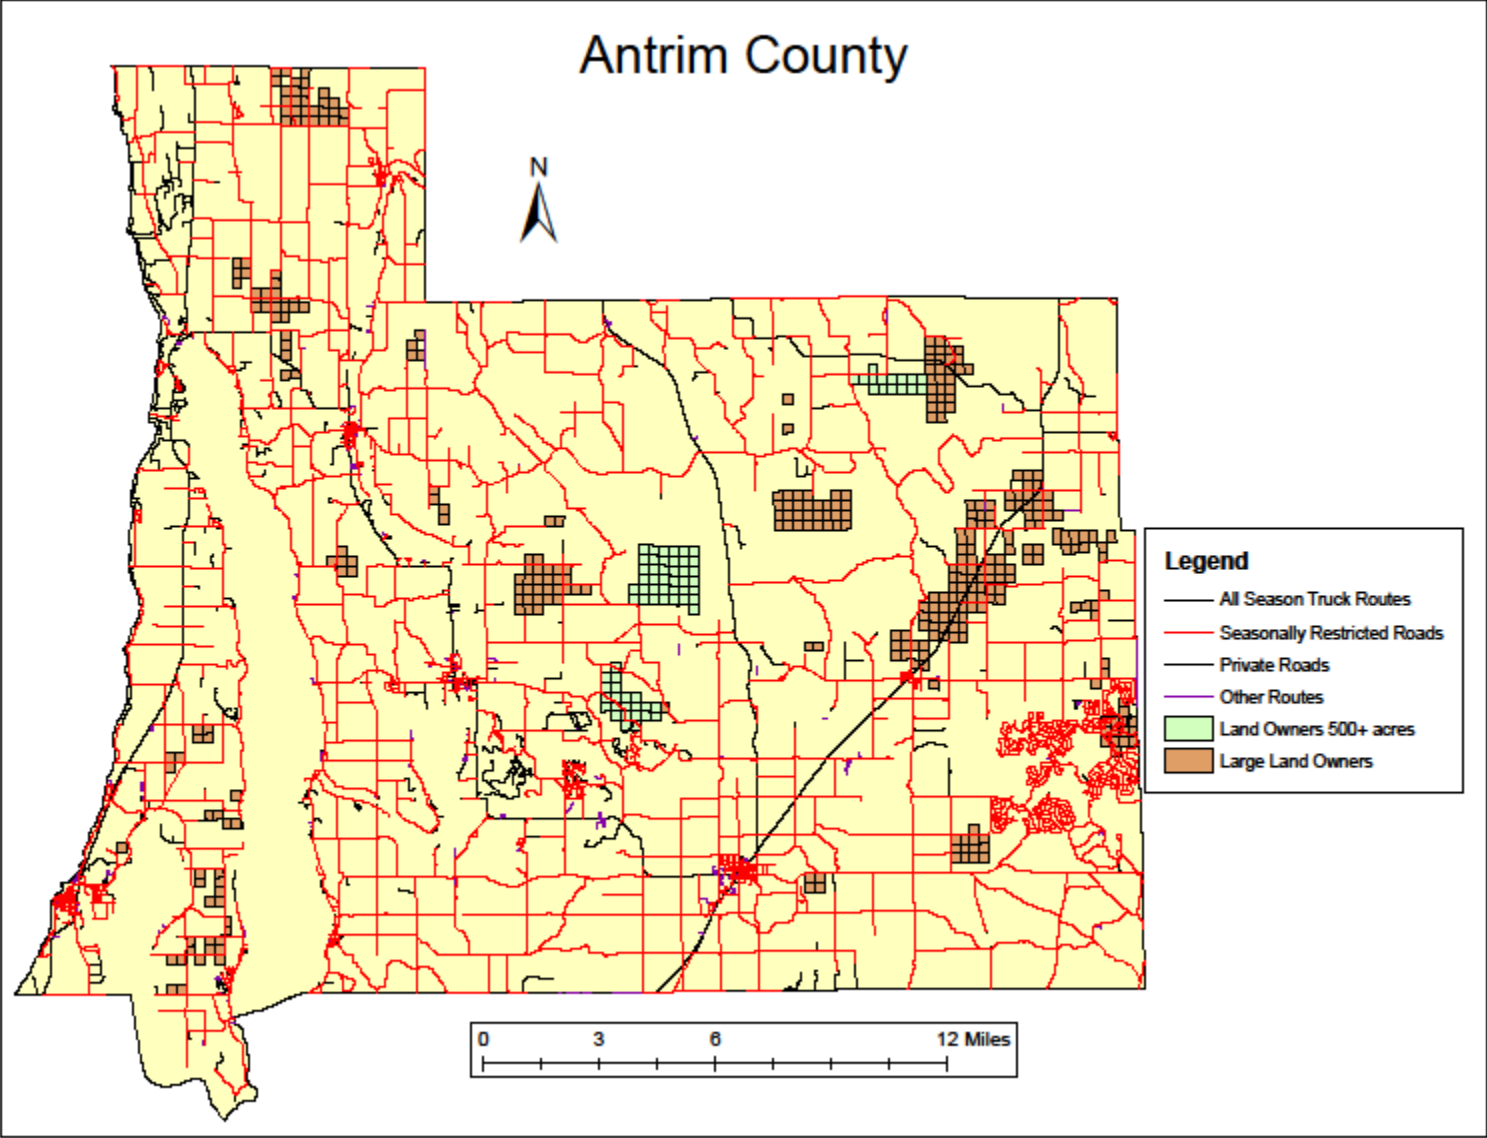 Antrim County
N
Legend
All Season Truck Routes
Seasonally Restricted Roads
Private Roads
Other Routes
Land Owners 500+ acres
Large Land Owners
0 3 6 12 Miles